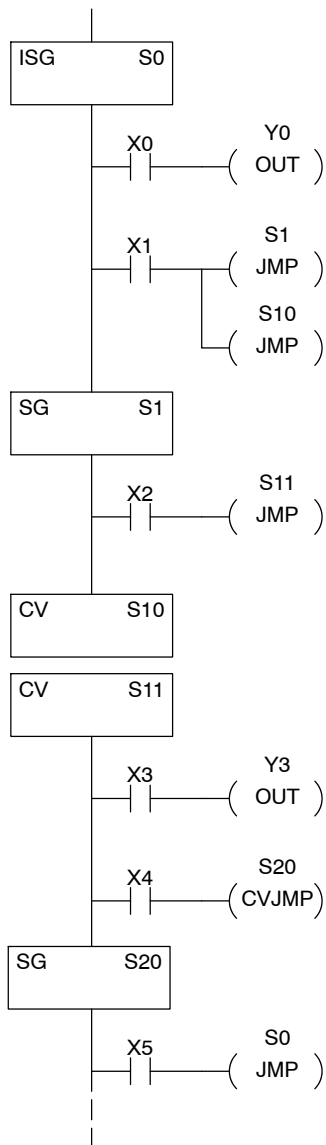 ISG S0
X0 Y0
OUT
X1 S1
JMP
S10
JMP
SG S1
X2 S11
JMP
CV S10
CV S11
X3 Y3
OUT
X4 S20
CVJMP
SG S20
X5 S0
JMP